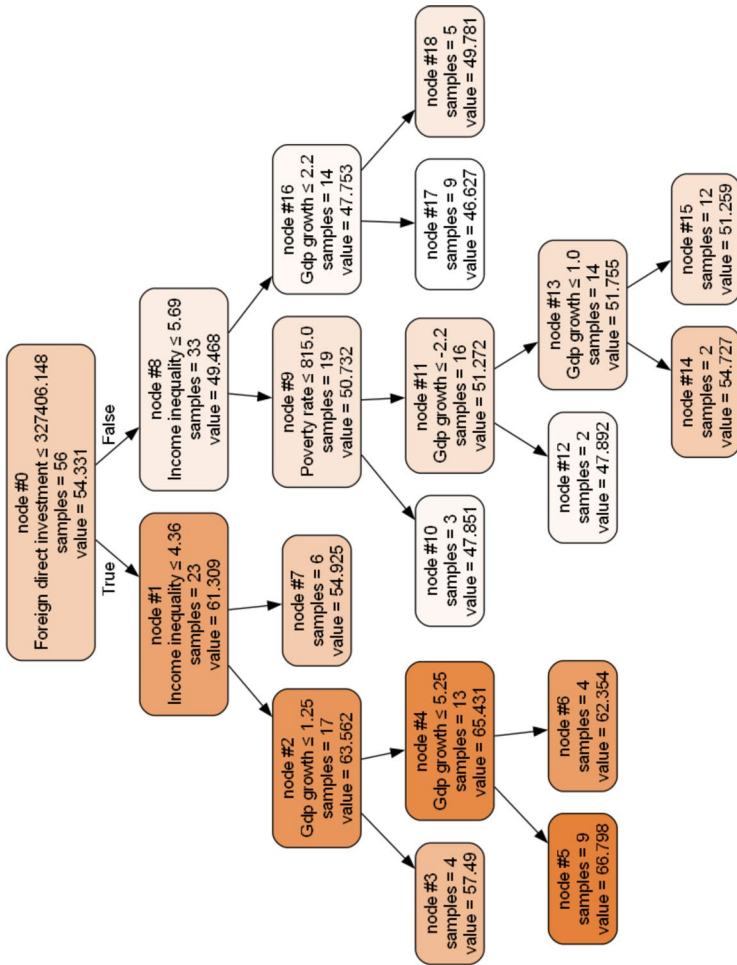 node #0
Foreign direct investment ≤ 327406.148
samples = 56
value = 54.331
True
False
node #1
Income inequality ≤ 4.36
samples = 23
value = 61.309
node #8
Income inequality ≤ 5.69
samples = 33
value = 49.468
node #2
Gdp growth ≤ 1.25
samples = 17
value = 63.562
node #7
samples = 6
value = 54.925
node #9
Poverty rate ≤ 815.0
samples = 19
value = 50.732
node #16
Gdp growth ≤ 2.2
samples = 14
value = 47.753
node #3
samples = 4
value = 57.49
node #4
Gdp growth ≤ 5.25
samples = 13
value = 65.431
node #10
samples = 3
value = 47.851
node #11
Gdp growth ≤ -2.2
samples = 16
value = 51.272
node #17
samples = 9
value = 46.627
node #18
samples = 5
value = 49.781
node #5
samples = 9
value = 66.798
node #6
samples = 4
value = 62.354
node #12
samples = 2
value = 47.892
node #13
Gdp growth ≤ 1.0
samples = 14
value = 51.755
node #14
samples = 2
value = 54.727
node #15
samples = 12
value = 51.259